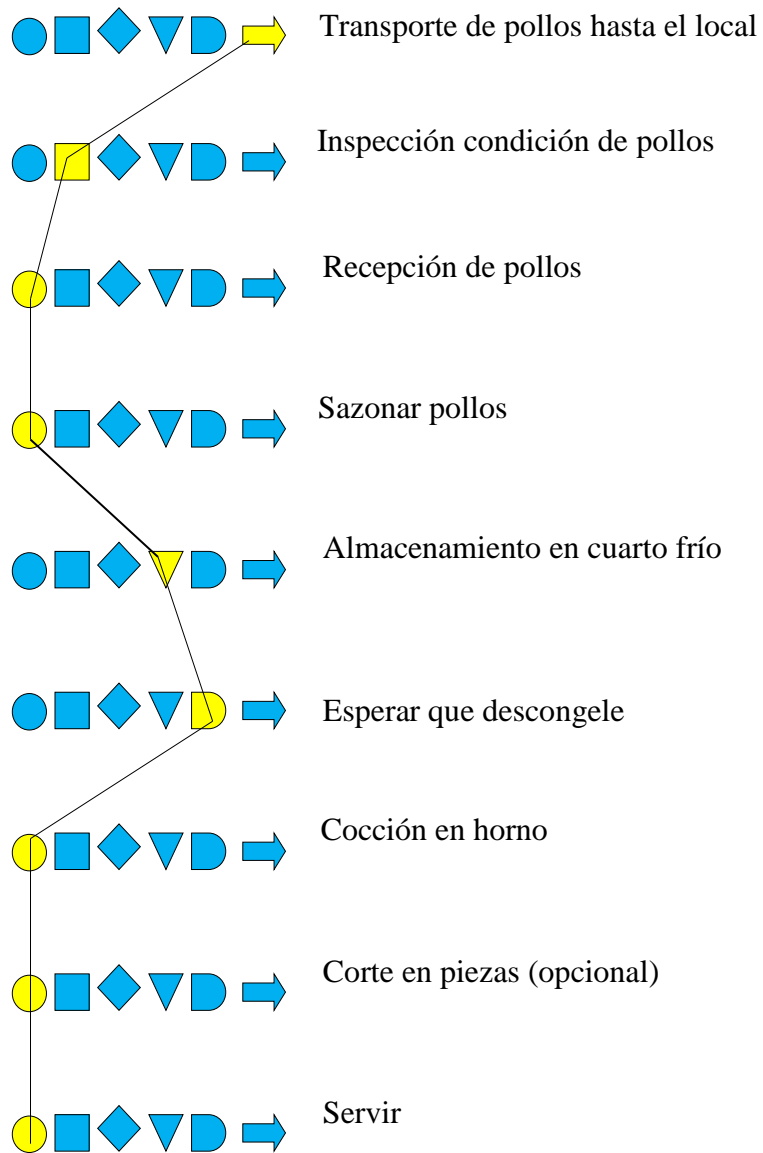 Transporte de pollos hasta el local
Inspección condición de pollos
Recepción de pollos
Sazonar pollos
Almacenamiento en cuarto frío
Esperar que descongele
Cocción en horno
Corte en piezas (opcional)
Servir